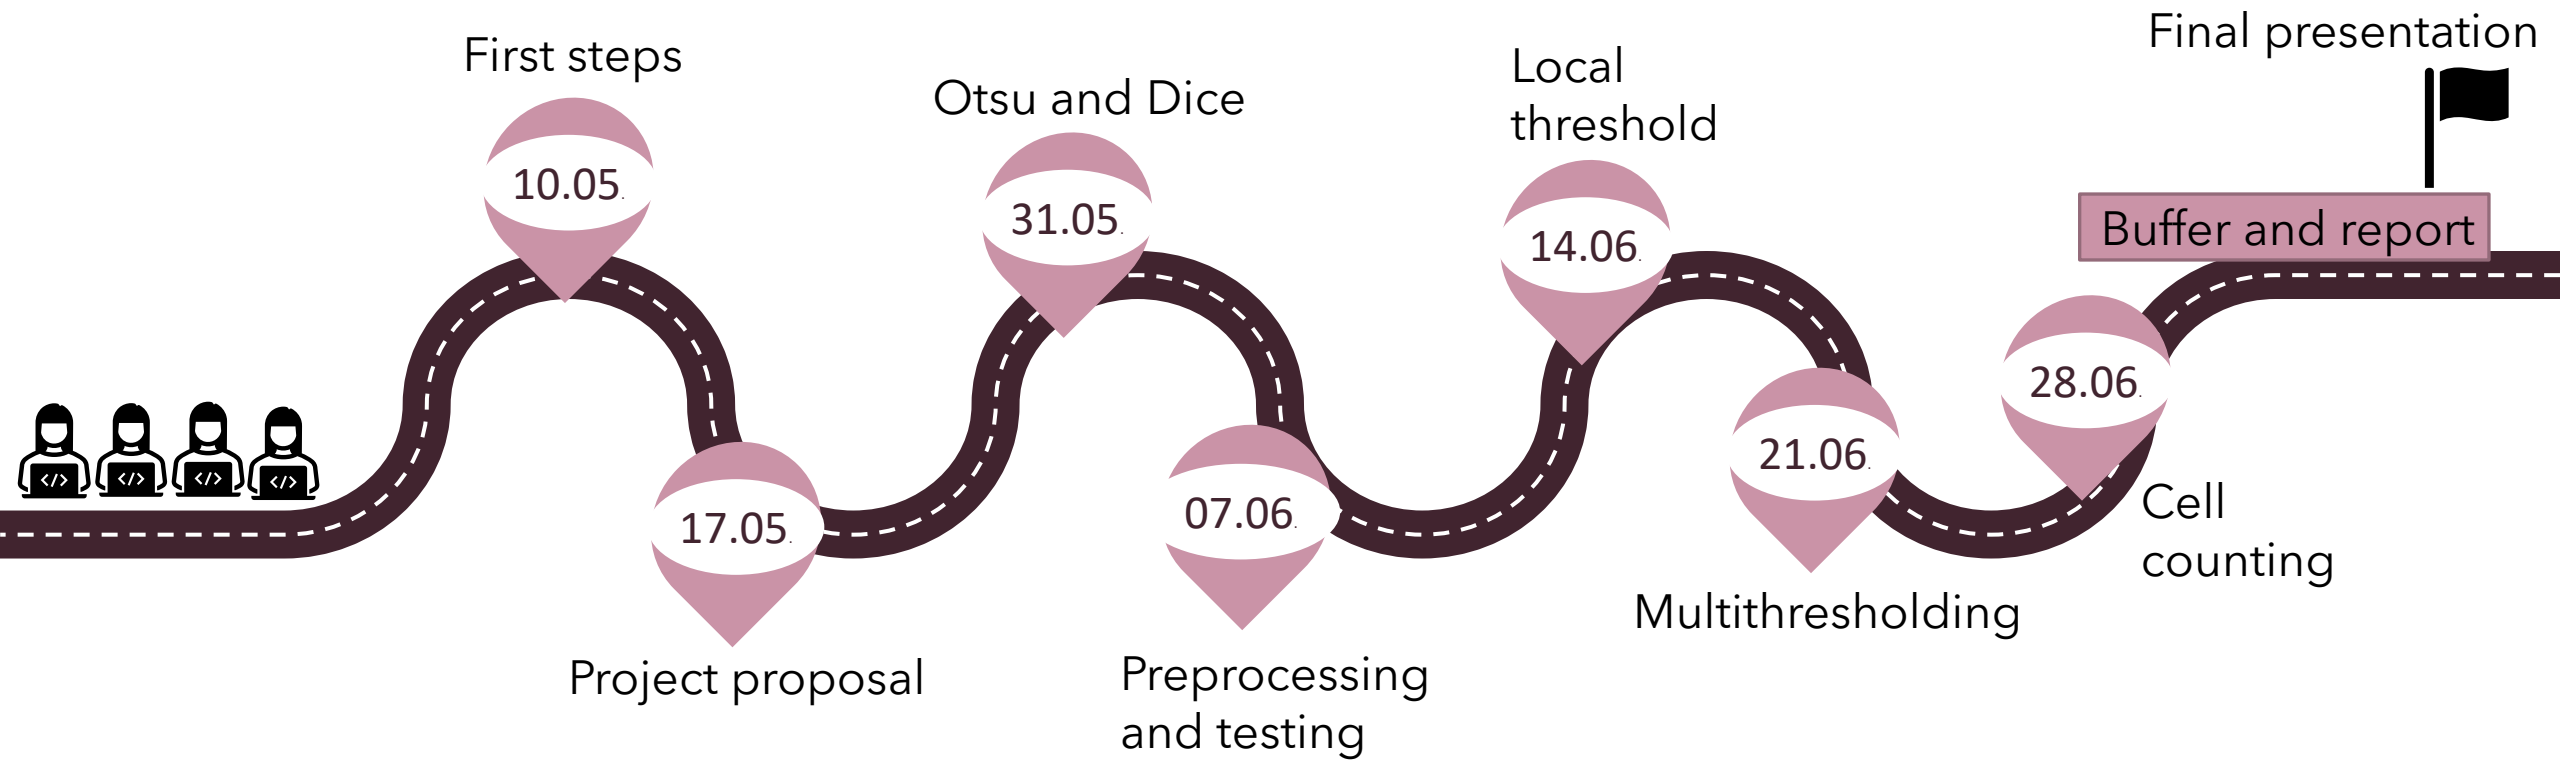 First steps
10.05.
Project proposal
17.05.
Otsu and Dice
31.05.
07.06.
Preprocessing
and testing
Local
threshold
14.06.
21.06.
Multithresholding
28.06.
Cell
counting
Buffer and report
Final presentation